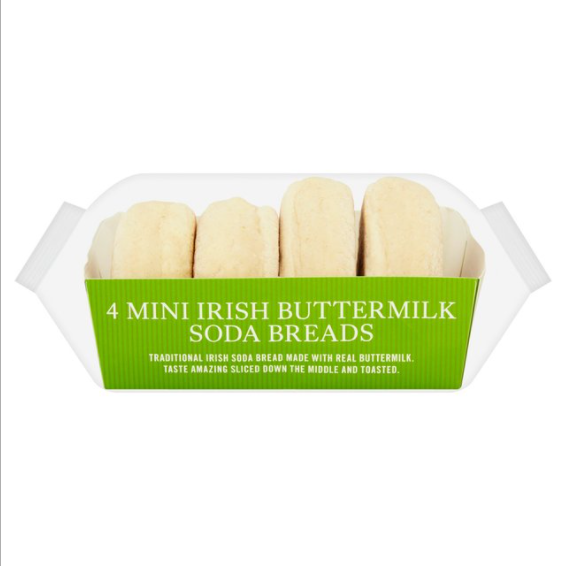 4 MINI IRISH BUTTERMILK
SODA BREADS
TRADITIONAL IRISH SODA BREAD MADE WITH REAL BUTTERMILK.
TASTE AMAZING SLICED DOWN THE MIDDLE AND TOASTED.